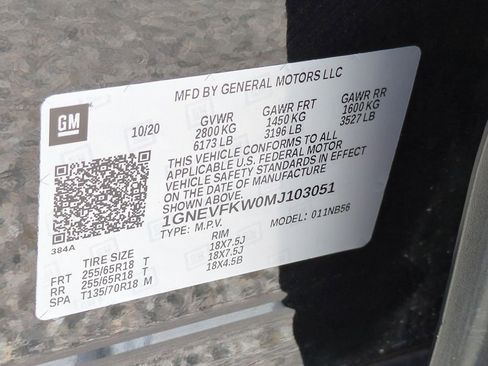 MFD BY GENERAL MOTORS LLC
GM
10/20 GVWR GAWR FRT GAWR RR
2800 KG 1450 KG 1600 KG
6173 LB 3196 LB 3527 LB
THIS VEHICLE CONFORMS TO ALL
APPLICABLE U.S. FEDERAL MOTOR
VEHICLE SAFETY STANDARDS IN EFFECT
ON THE DATE OF MANUFACTURE
SHOWN ABOVE.
1GNEVFKW0MJ103051
384A TYPE: M.P.V. MODEL: 011NB56
TIRE SIZE RIM
FRT 255/65R18 T 18X7.5J
RR 255/65R18 T 18X7.5J
SPA T135/70R18 M 18X4.5B